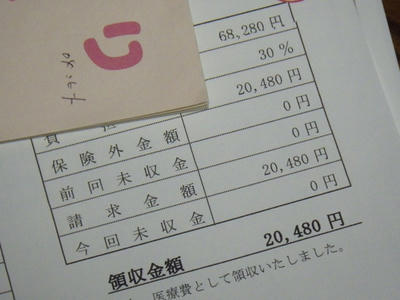 68,280 円
30 %
20,480 円
保険外金額 0 円
前回未収金 0 円
請求金額 20,480 円
今回未収金 0 円
領収金額 20,480 円
医療費として領収いたしました。